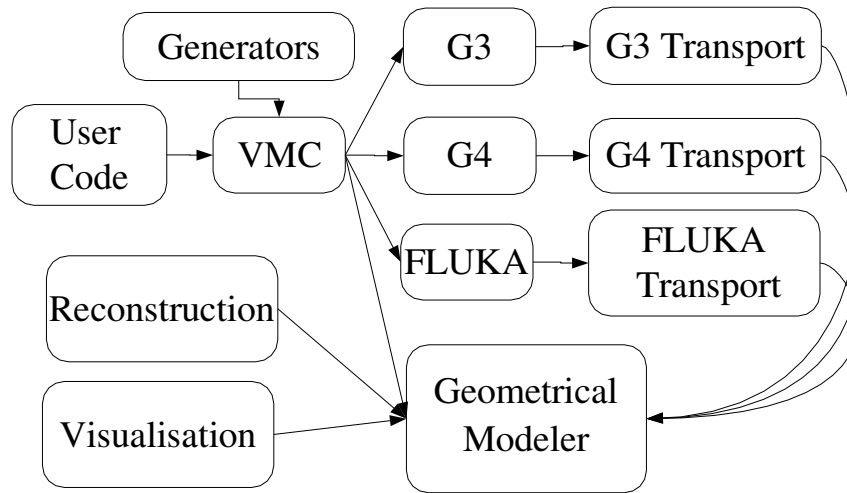 Generators
G3
G3 Transport
User
Code
VMC
G4
G4 Transport
FLUKA
FLUKA
Transport
Reconstruction
Geometrical
Modeler
Visualisation